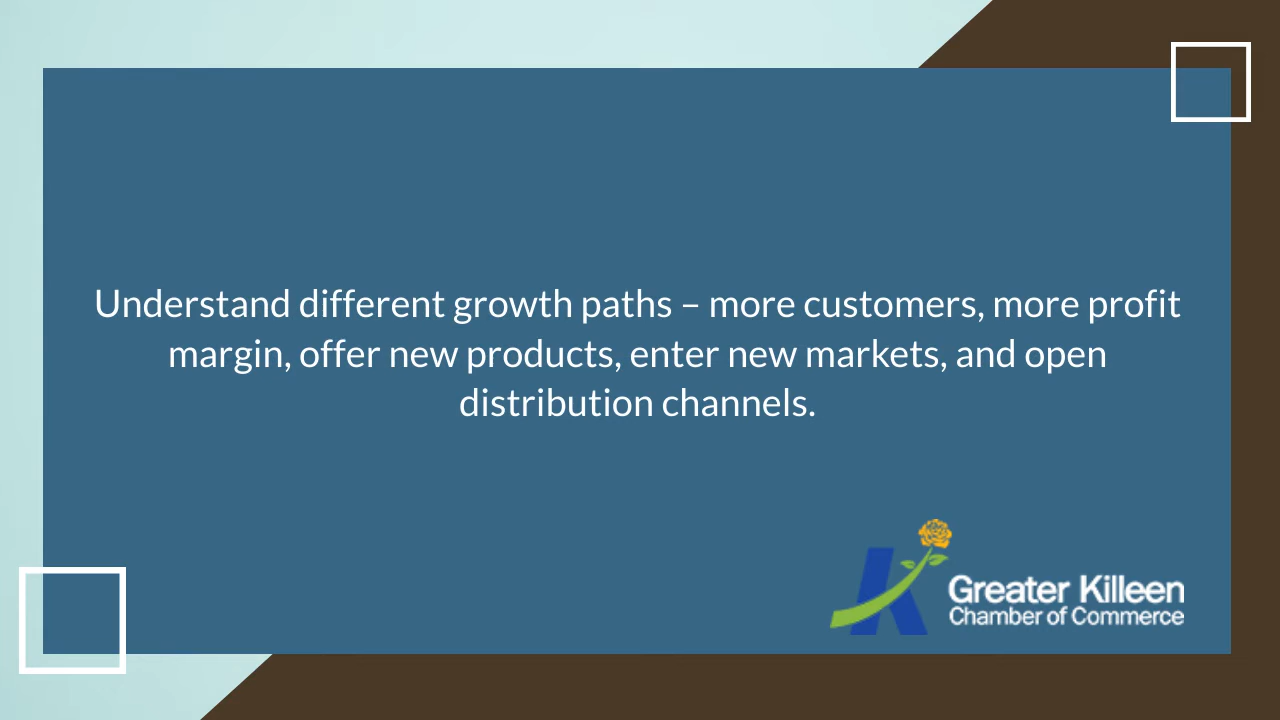 Understand different growth paths – more customers, more profit
margin, offer new products, enter new markets, and open
distribution channels.
Greater Killeen
Chamber of Commerce